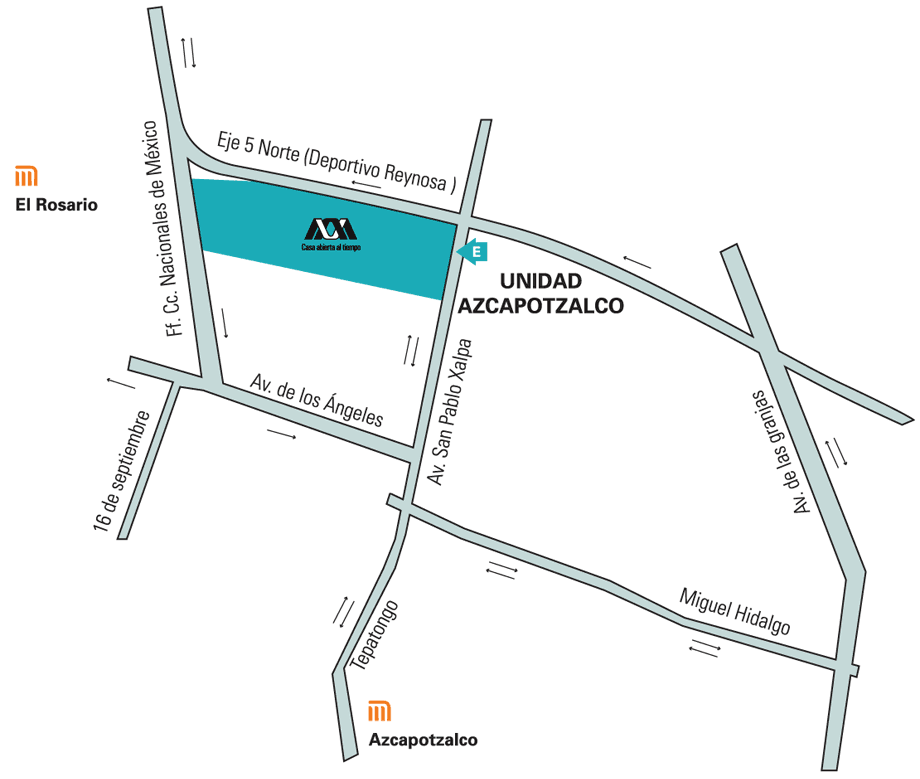 Eje 5 Norte (Deportivo Reynosa )
Ff. Cc. Nacionales de México
El Rosario
Casa abierta al tiempo
E
UNIDAD
AZCAPOTZALCO
Av. de los Ángeles
Av. San Pablo Xalpa
Av. de las granjas
16 de septiembre
Miguel Hidalgo
Tepatongo
Azcapotzalco